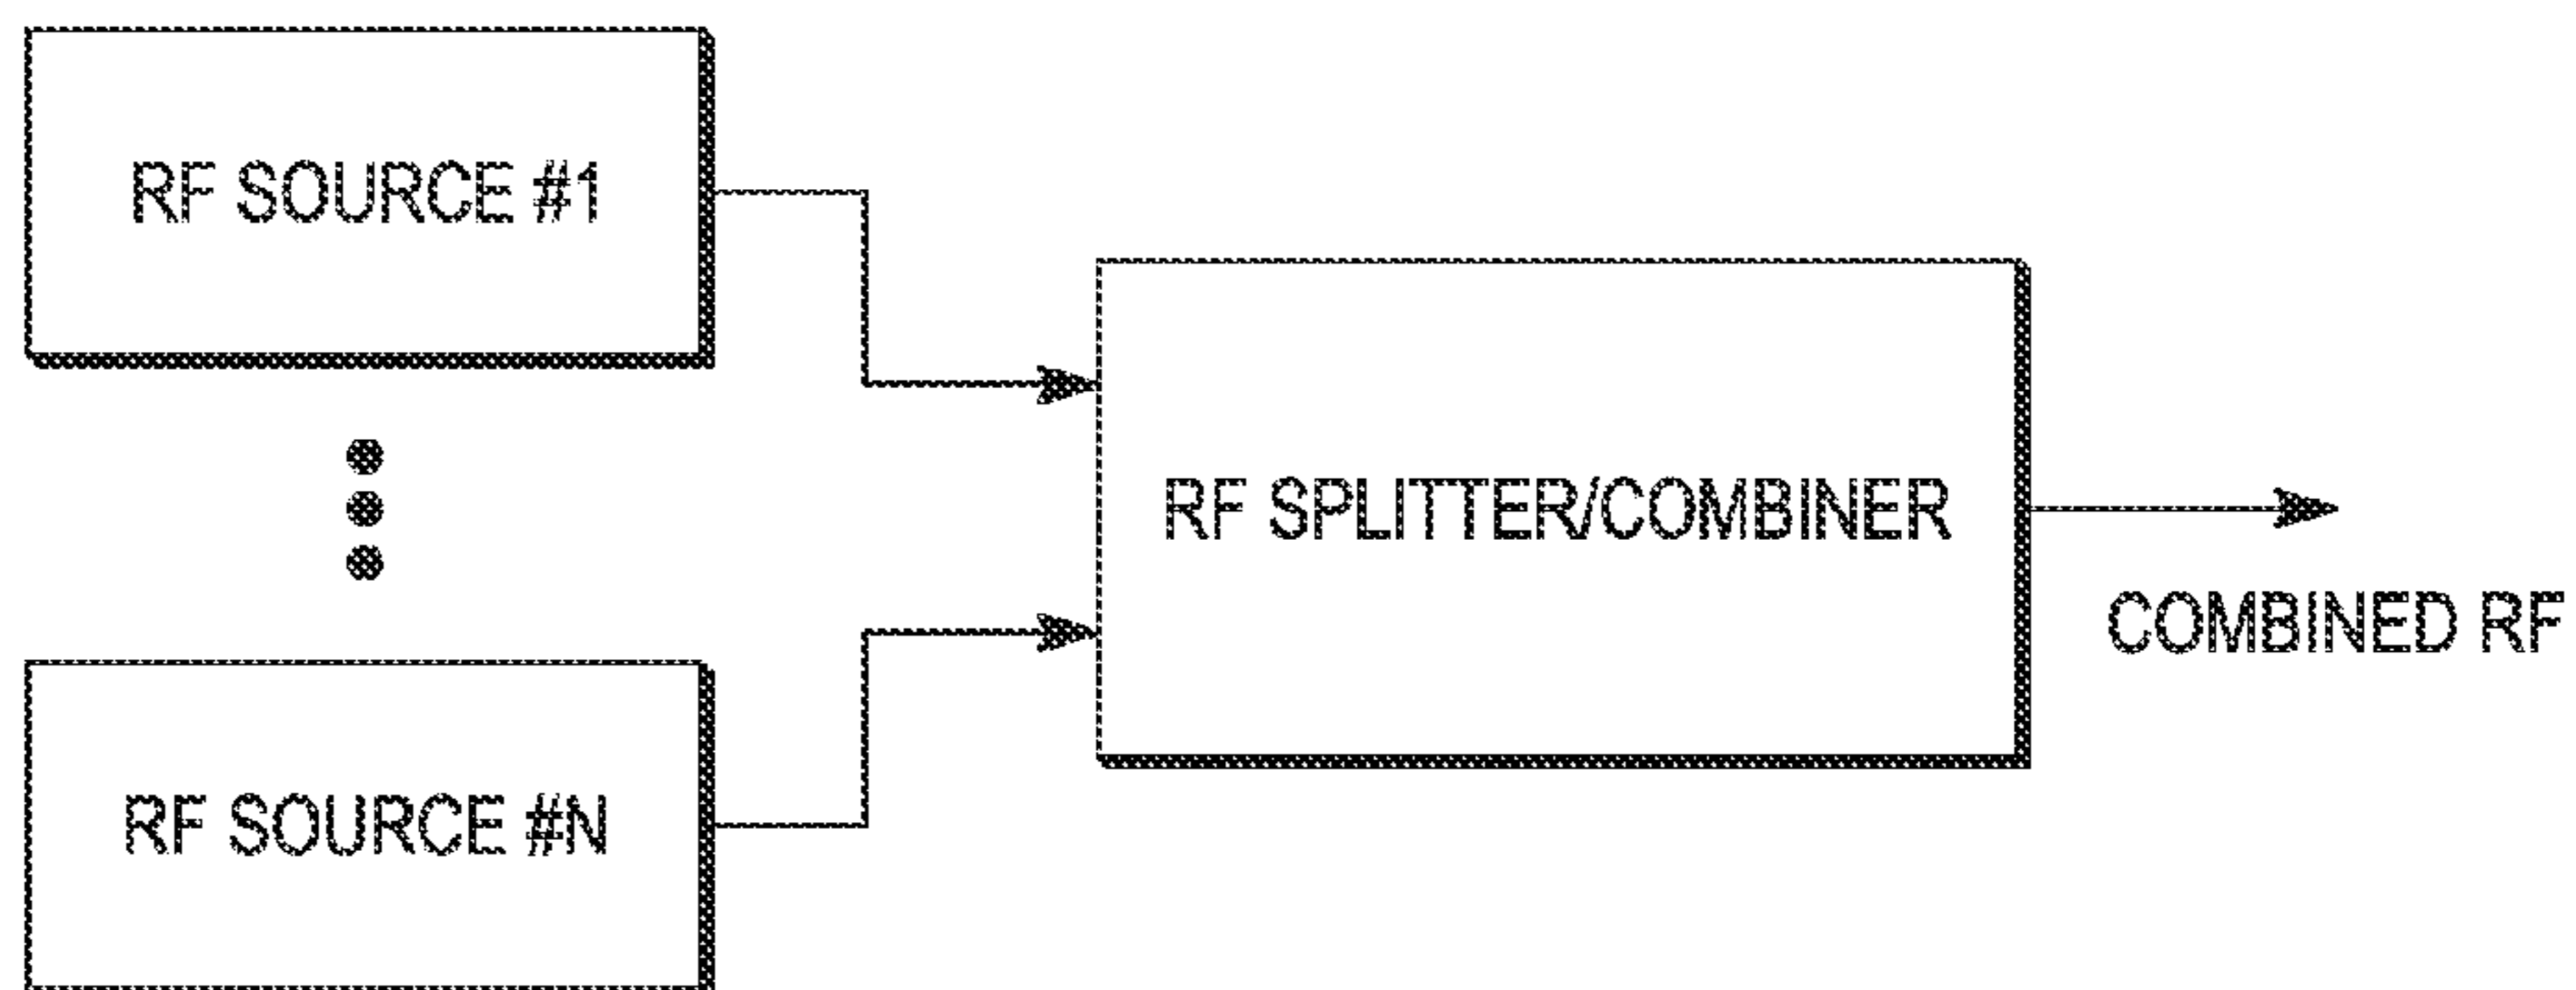 RF SOURCE #1
RF SPLITTER/COMBINER
COMBINED RF
RF SOURCE #N